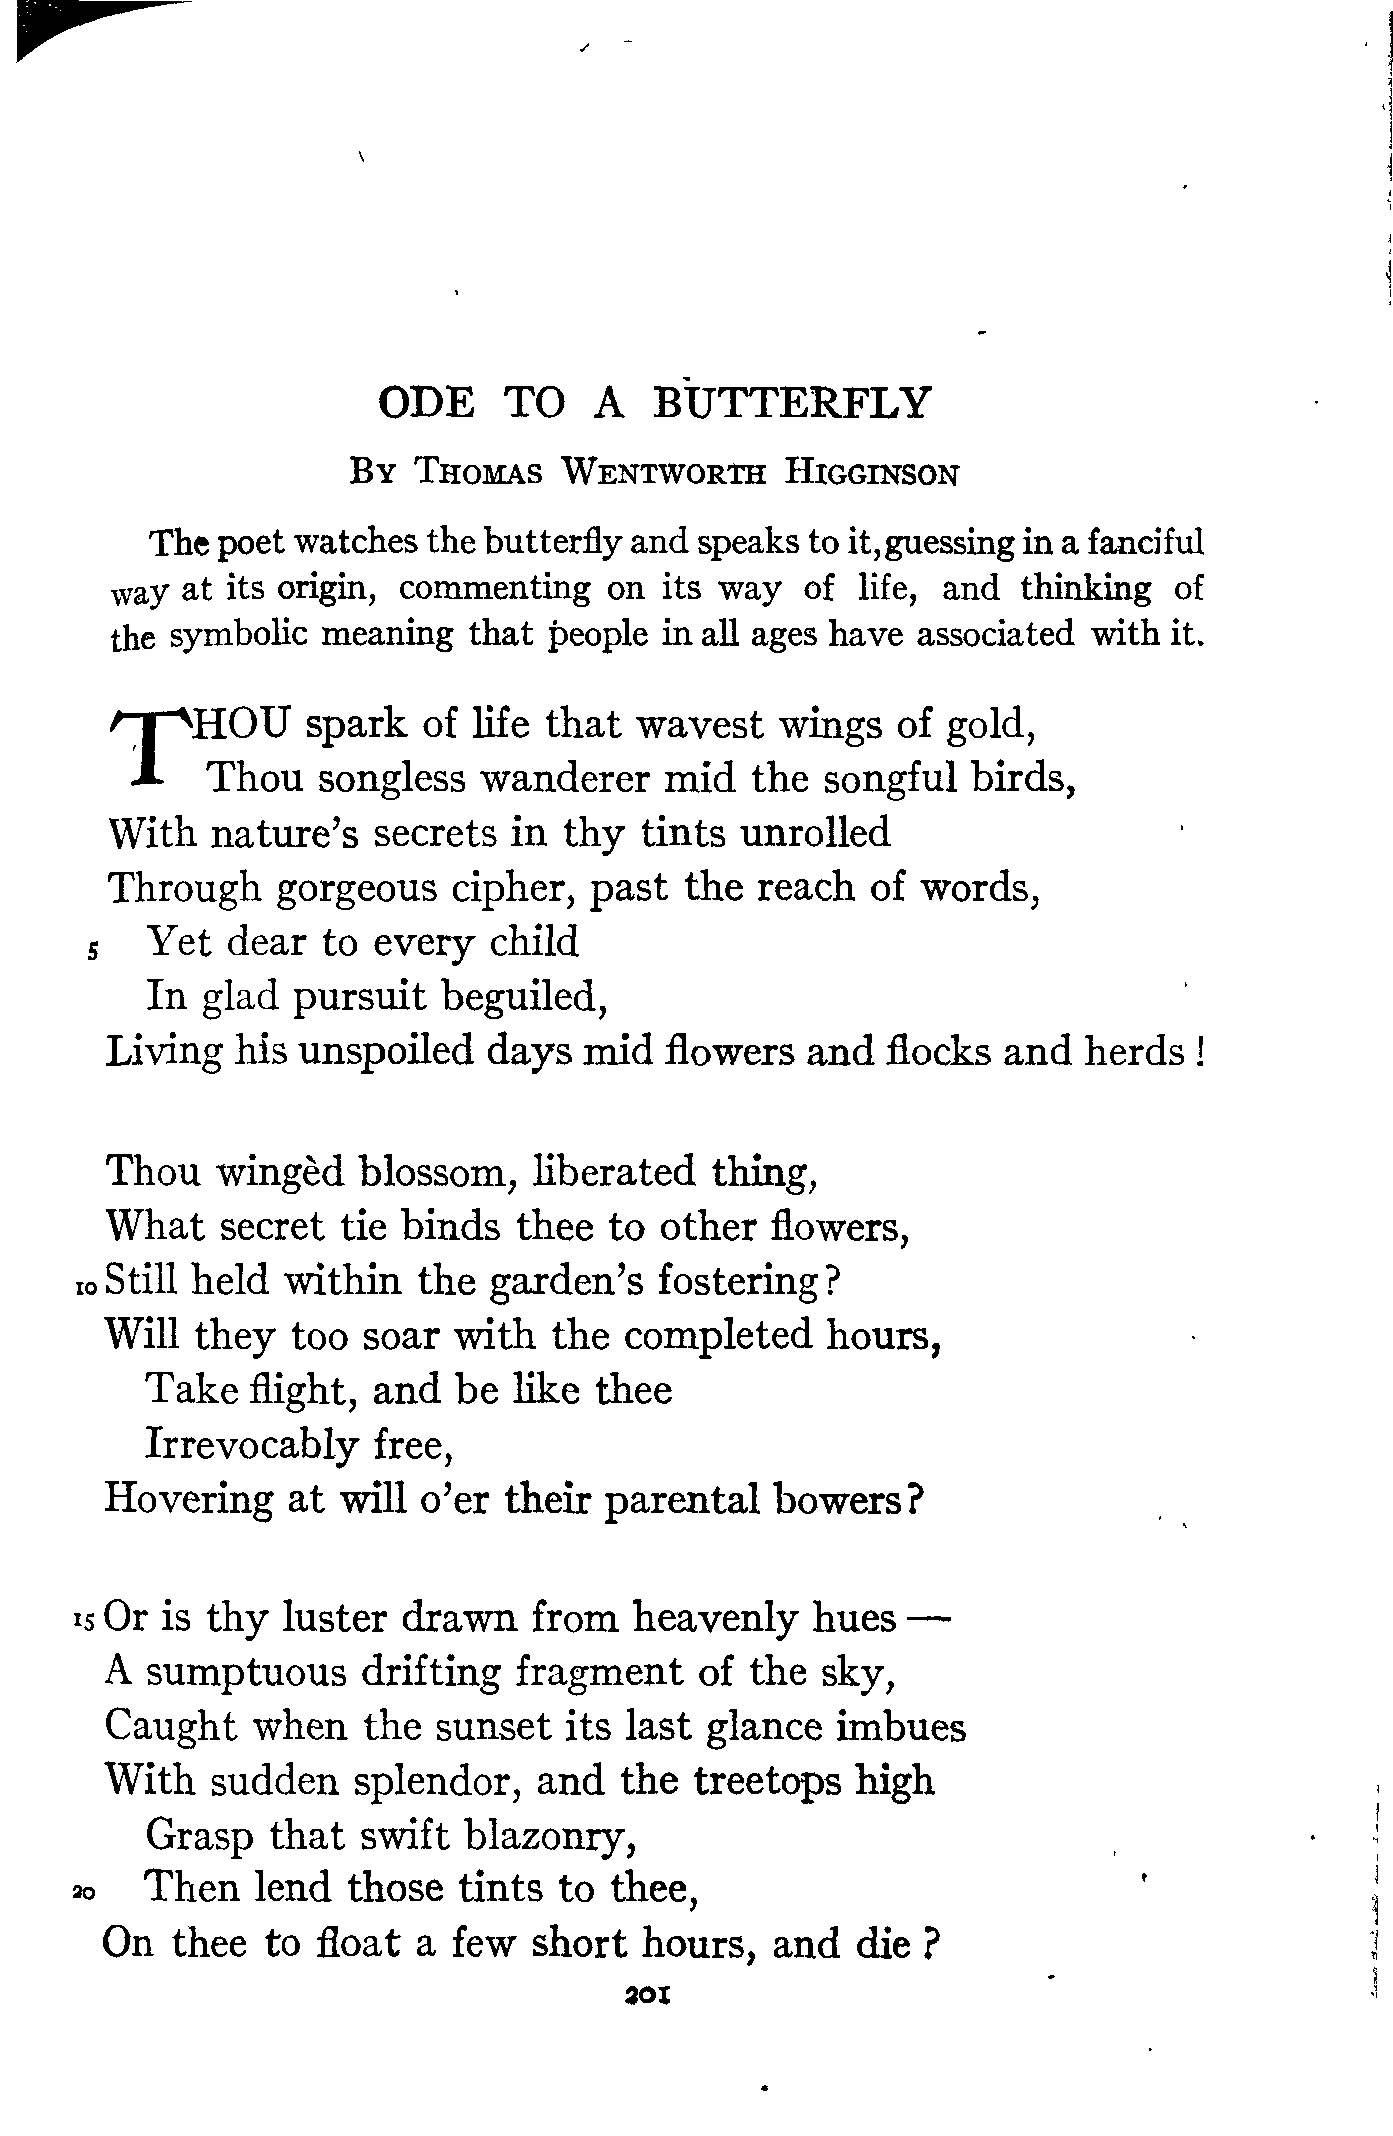 ODE TO A BUTTERFLY
BY THOMAS WENTWORTH HIGGINSON
The poet watches the butterfly and speaks to it, guessing in a fanciful
way at its origin, commenting on its way of life, and thinking of
the symbolic meaning that people in all ages have associated with it.
THOU spark of life that wavest wings of gold,
Thou songless wanderer mid the songful birds,
With nature's secrets in thy tints unrolled
Through gorgeous cipher, past the reach of words,
5 Yet dear to every child
In glad pursuit beguiled,
Living his unspoiled days mid flowers and flocks and herds!
Thou wingèd blossom, liberated thing,
What secret tie binds thee to other flowers,
10 Still held within the garden's fostering?
Will they too soar with the completed hours,
Take flight, and be like thee
Irrevocably free,
Hovering at will o'er their parental bowers?
15 Or is thy luster drawn from heavenly hues —
A sumptuous drifting fragment of the sky,
Caught when the sunset its last glance imbues
With sudden splendor, and the treetops high
Grasp that swift blazonry,
20 Then lend those tints to thee,
On thee to float a few short hours, and die?
201